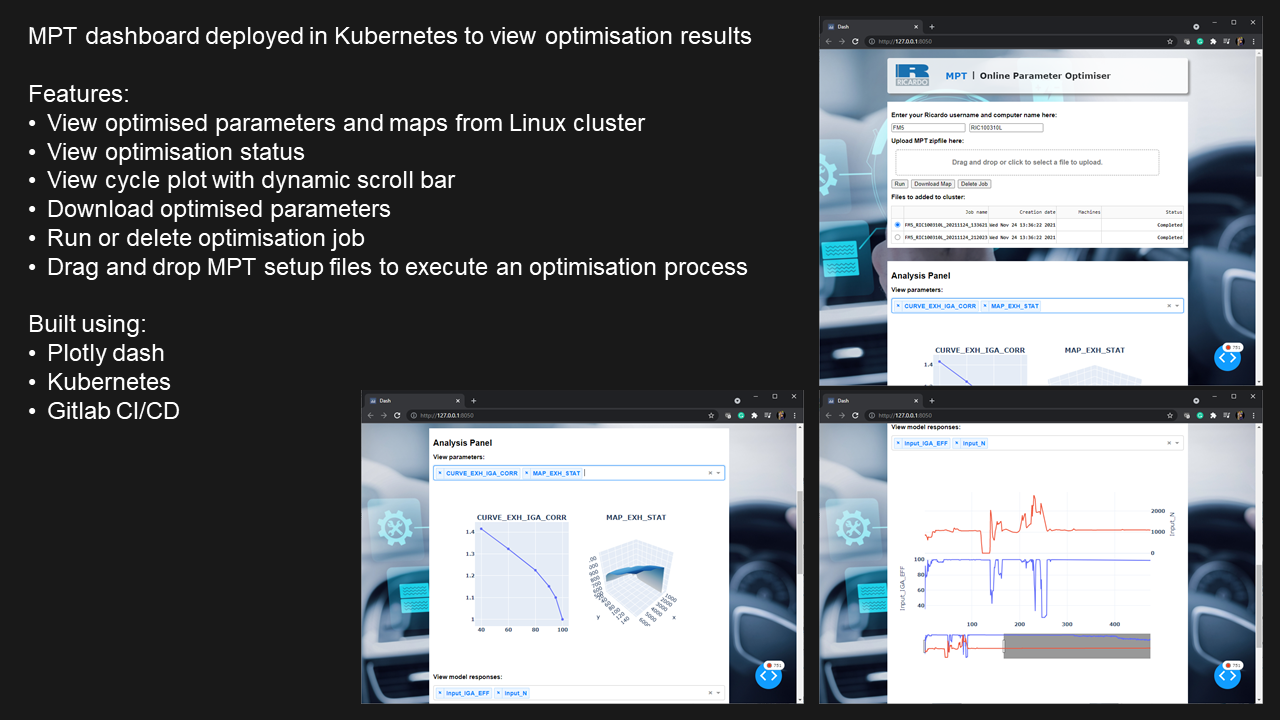 MPT dashboard deployed in Kubernetes to view optimisation results
Features:
• View optimised parameters and maps from Linux cluster
• View optimisation status
• View cycle plot with dynamic scroll bar
• Download optimised parameters
• Run or delete optimisation job
• Drag and drop MPT setup files to execute an optimisation process
Built using:
• Plotly dash
• Kubernetes
• Gitlab CI/CD
Dash
http://127.0.0.1:8050
RICARDO
MPT | Online Parameter Optimiser
Enter your Ricardo username and computer name here:
FM5 RIC100310L
Upload MPT zipfile here:
Drag and drop or click to select a file to upload.
Run Download Map Delete Job
Files to added to cluster:
Job name Creation date Machines Status
FM5_RIC100310L_20211124_133621 Wed Nov 24 13:36:22 2021 Completed
FM5_RIC100310L_20211124_212023 Wed Nov 24 13:36:22 2021 Completed
Analysis Panel
View parameters:
× CURVE_EXH_IGA_CORR × MAP_EXH_STAT
CURVE_EXH_IGA_CORR MAP_EXH_STAT
1.4
751
Dash
http://127.0.0.1:8050
Analysis Panel
View parameters:
× CURVE_EXH_IGA_CORR × MAP_EXH_STAT
CURVE_EXH_IGA_CORR MAP_EXH_STAT
1.4
1.3
1.2
1.1
1
40 60 80 100
y x
View model responses:
× Input_IGA_EFF × Input_N
751
Dash
http://127.0.0.1:8050
View model responses:
× Input_IGA_EFF × Input_N
2000
1000
0
Input_N
100
80
60
40
Input_IGA_EFF
100 200 300 400
751